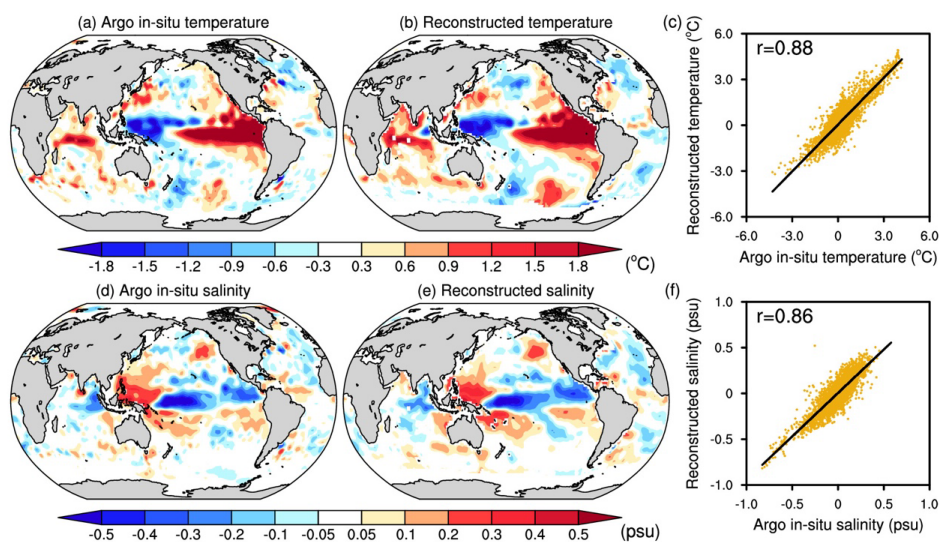 (a) Argo in-situ temperature
(b) Reconstructed temperature
-1.8 -1.5 -1.2 -0.9 -0.6 -0.3 0.3 0.6 0.9 1.2 1.5 1.8
(°C)
(c)
r=0.88
Reconstructed temperature (°C)
6.0
3.0
0
-3.0
-6.0
-6.0 -3.0 0 3.0 6.0
Argo in-situ temperature (°C)
(d) Argo in-situ salinity
(e) Reconstructed salinity
-0.5 -0.4 -0.3 -0.2 -0.1 -0.05 0.05 0.1 0.2 0.3 0.4 0.5
(psu)
(f)
r=0.86
Reconstructed salinity (psu)
1.0
0.5
0
-0.5
-1.0
-1.0 -0.5 0 0.5 1.0
Argo in-situ salinity (psu)